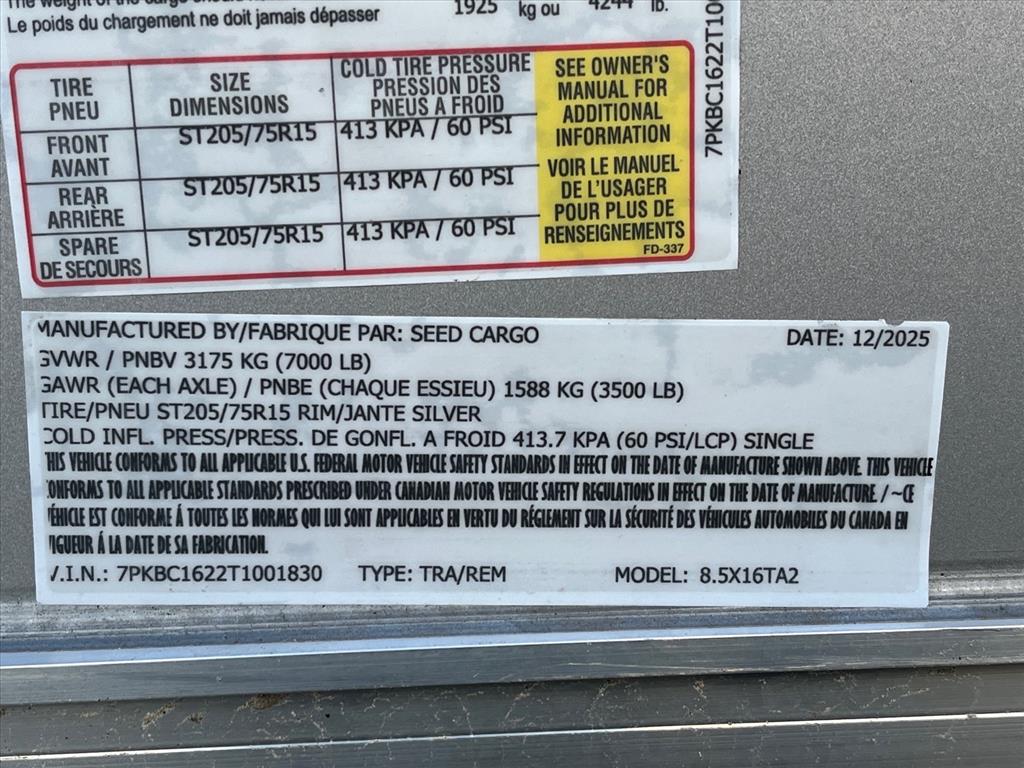 The weight of the cargo should
Le poids du chargement ne doit jamais dépasser 1925 kg ou 4244 lb.
TIRE PNEU SIZE DIMENSIONS COLD TIRE PRESSURE PRESSION DES PNEUS A FROID
FRONT AVANT ST205/75R15 413 KPA / 60 PSI
REAR ARRIÈRE ST205/75R15 413 KPA / 60 PSI
SPARE DE SECOURS ST205/75R15 413 KPA / 60 PSI
SEE OWNER'S
MANUAL FOR
ADDITIONAL
INFORMATION
VOIR LE MANUEL
DE L'USAGER
POUR PLUS DE
RENSEIGNEMENTS
FD-337
7PKBC1622T10
MANUFACTURED BY/FABRIQUE PAR: SEED CARGO DATE: 12/2025
GVWR / PNBV 3175 KG (7000 LB)
GAWR (EACH AXLE) / PNBE (CHAQUE ESSIEU) 1588 KG (3500 LB)
TIRE/PNEU ST205/75R15 RIM/JANTE SILVER
COLD INFL. PRESS/PRESS. DE GONFL. A FROID 413.7 KPA (60 PSI/LCP) SINGLE
THIS VEHICLE CONFORMS TO ALL APPLICABLE U.S. FEDERAL MOTOR VEHICLE SAFETY STANDARDS IN EFFECT ON THE DATE OF MANUFACTURE SHOWN ABOVE. THIS VEHICLE
CONFORMS TO ALL APPLICABLE STANDARDS PRESCRIBED UNDER CANADIAN MOTOR VEHICLE SAFETY REGULATIONS IN EFFECT ON THE DATE OF MANUFACTURE. / ~CE
VÉHICLE EST CONFORME Á TOUTES LES NORMES QUI LUI SONT APPLICABLES EN VERTU DU RÉGLEMENT SUR LA SÉCURITÉ DES VÉHICULES AUTOMOBILES DU CANADA EN
VIGUEUR Á LA DATE DE SA FABRICATION.
V.I.N.: 7PKBC1622T1001830 TYPE: TRA/REM MODEL: 8.5X16TA2